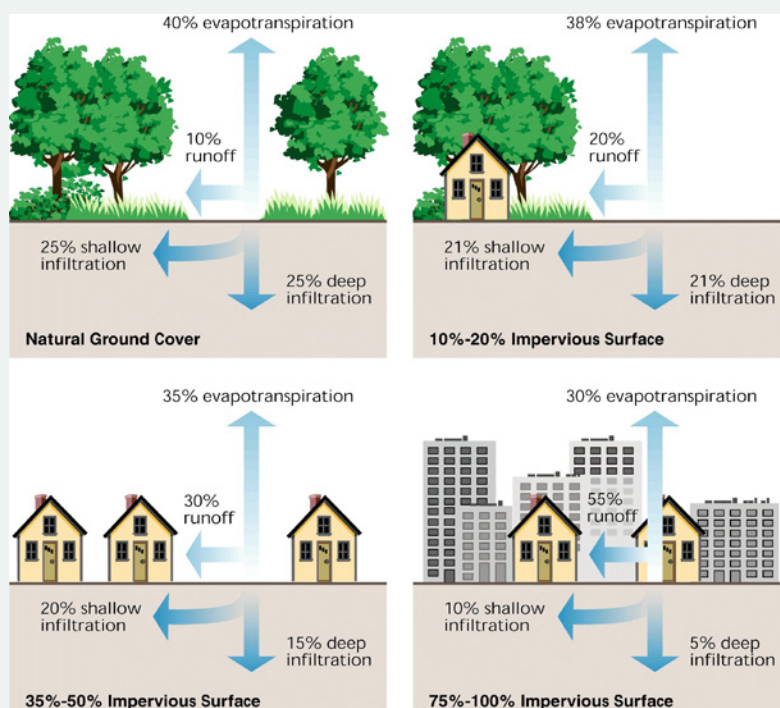 40% evapotranspiration
10%
runoff
25% shallow
infiltration
25% deep
infiltration
Natural Ground Cover
38% evapotranspiration
20%
runoff
21% shallow
infiltration
21% deep
infiltration
10%-20% Impervious Surface
35% evapotranspiration
30%
runoff
20% shallow
infiltration
15% deep
infiltration
35%-50% Impervious Surface
30% evapotranspiration
55%
runoff
10% shallow
infiltration
5% deep
infiltration
75%-100% Impervious Surface